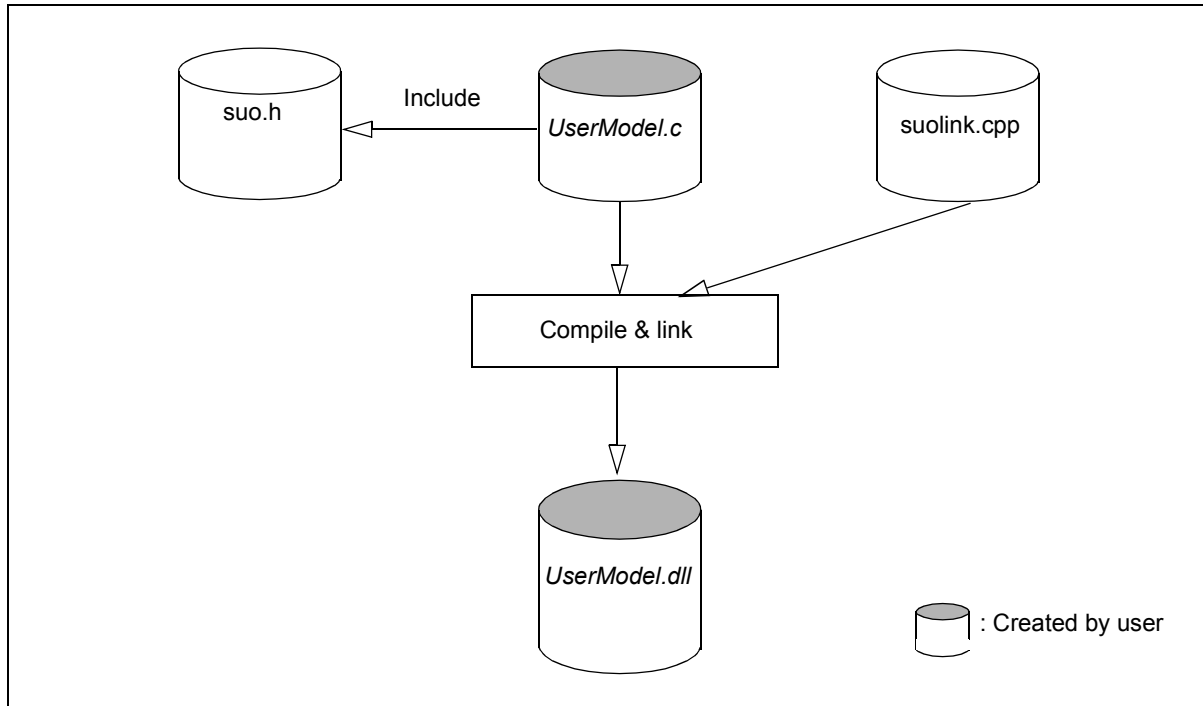 suo.h
Include
UserModel.c
suolink.cpp
Compile & link
UserModel.dll
: Created by user